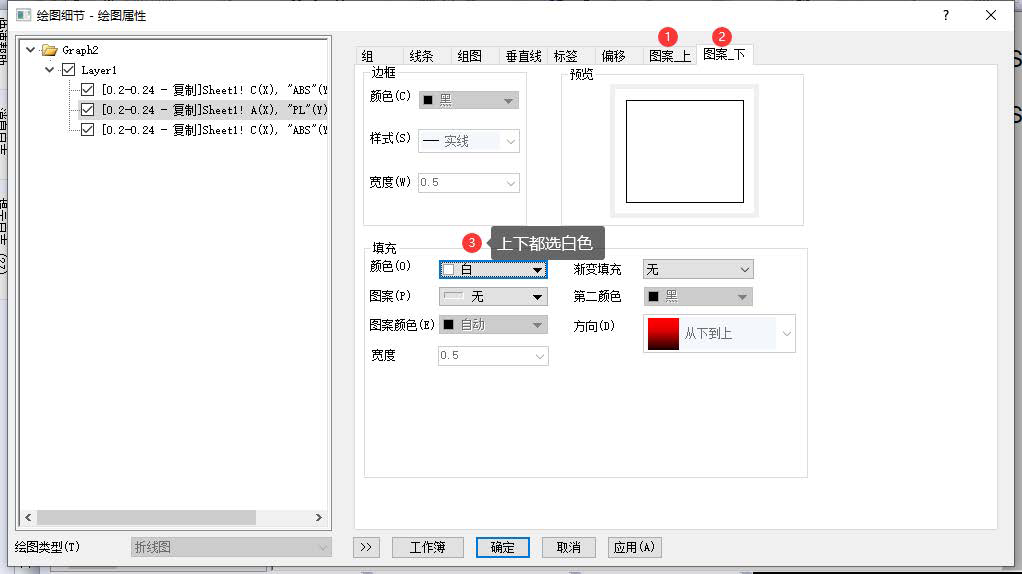 绘图细节 - 绘图属性
?
Graph2
Layer1
[0.2-0.24 - 复制]Sheet1! C(X), "ABS"(Y
[0.2-0.24 - 复制]Sheet1! A(X), "PL"(Y)
[0.2-0.24 - 复制]Sheet1! C(X), "ABS"(Y
绘图类型(T)
折线图
1 2
组 线条 组图 垂直线 标签 偏移 图案_上 图案_下
边框
颜色(C) 黑
样式(S) 实线
宽度(W) 0.5
预览
3 上下都选白色
填充
颜色(O) 白
图案(P) 无
图案颜色(E) 自动
宽度 0.5
渐变填充 无
第二颜色 黑
方向(D) 从下到上
>> 工作簿 确定 取消 应用(A)